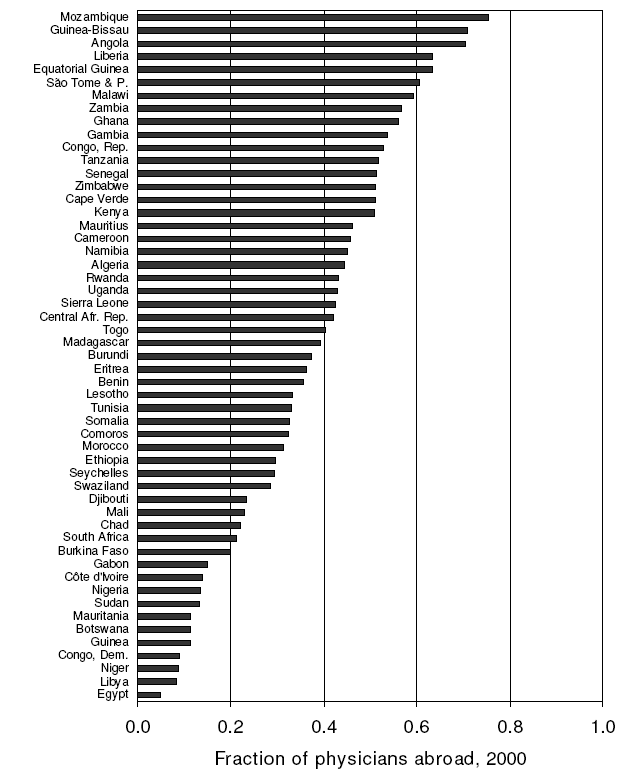 Mozambique
Guinea-Bissau
Angola
Liberia
Equatorial Guinea
São Tome & P.
Malawi
Zambia
Ghana
Gambia
Congo, Rep.
Tanzania
Senegal
Zimbabwe
Cape Verde
Kenya
Mauritius
Cameroon
Namibia
Algeria
Rwanda
Uganda
Sierra Leone
Central Afr. Rep.
Togo
Madagascar
Burundi
Eritrea
Benin
Lesotho
Tunisia
Somalia
Comoros
Morocco
Ethiopia
Seychelles
Swaziland
Djibouti
Mali
Chad
South Africa
Burkina Faso
Gabon
Côte d'Ivoire
Nigeria
Sudan
Mauritania
Botswana
Guinea
Congo, Dem.
Niger
Libya
Egypt
0.0 0.2 0.4 0.6 0.8 1.0
Fraction of physicians abroad, 2000